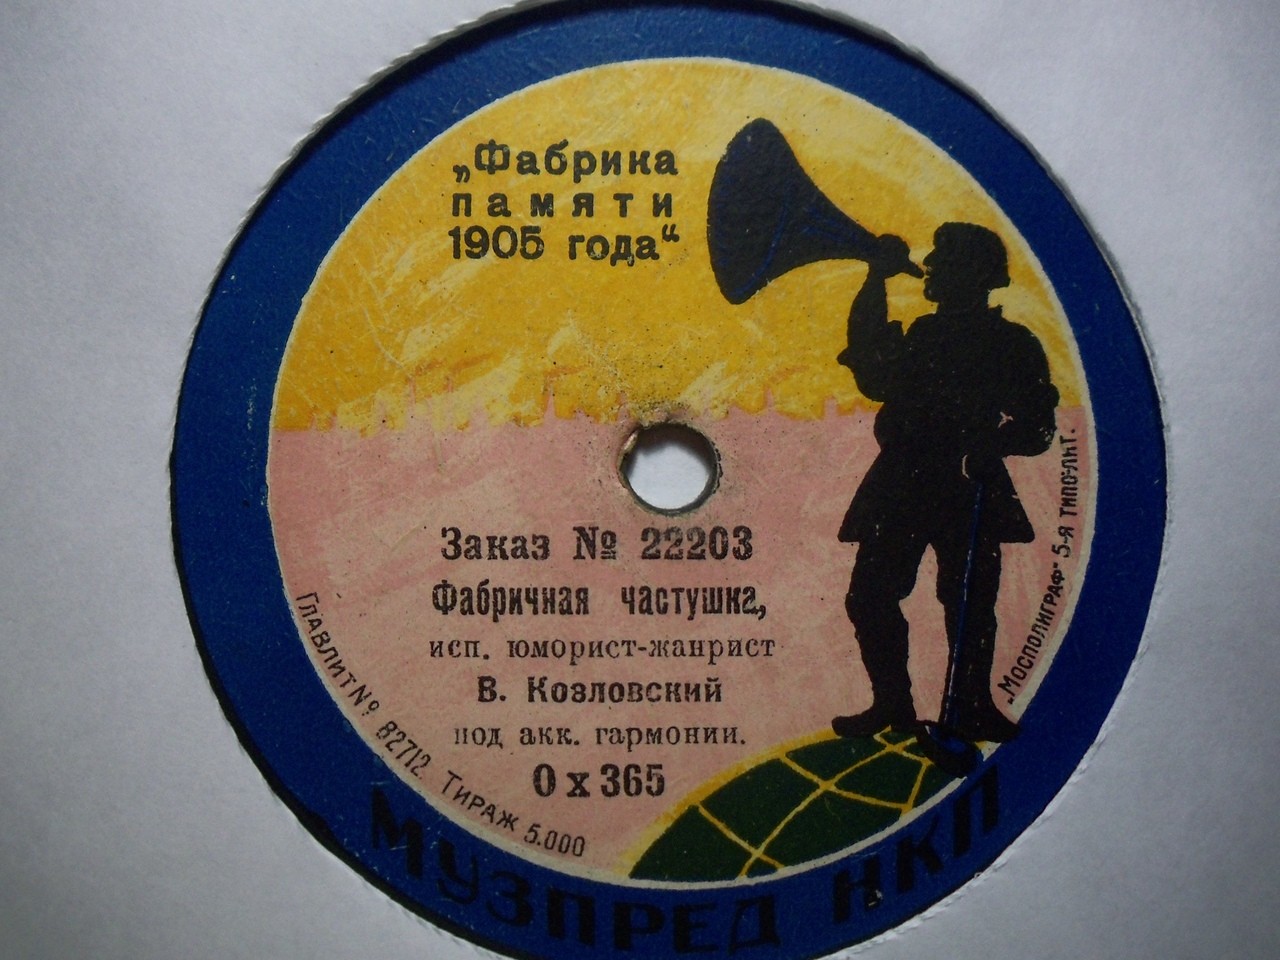 „Фабрика
памяти
1905 года“
Заказ № 22203
Фабричная частушка,
исп. юморист-жанрист
В. Козловский
под акк. гармонии.
О х 365
Главлит № 82712. Тираж 5.000
„Мосполиграф" 5-я типо-лит.
МУЗПРЕД НКП